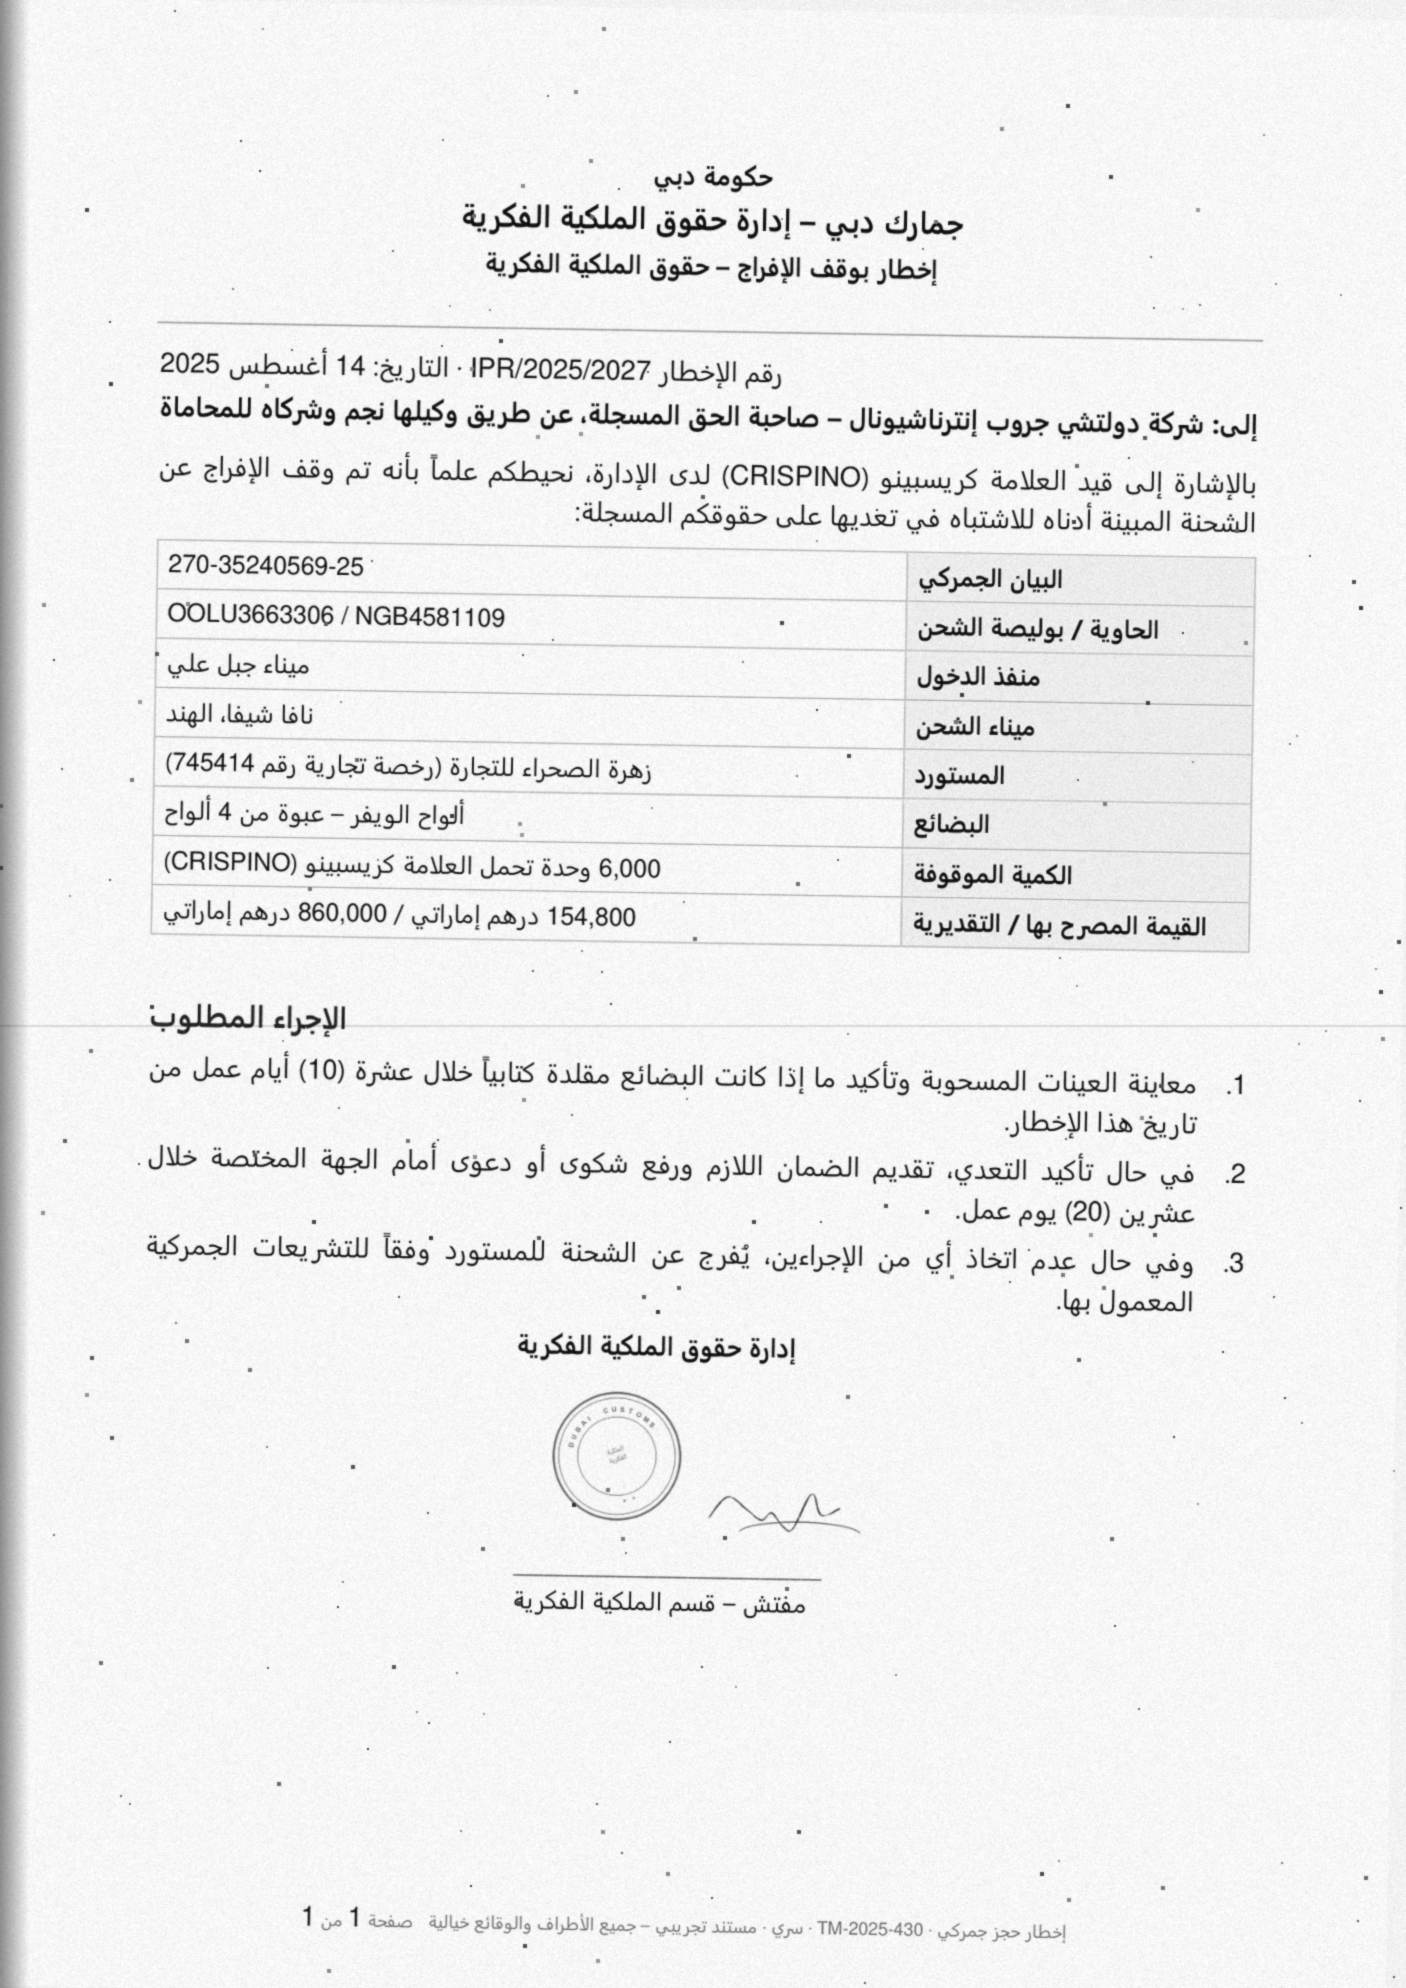 حكومة دبي
جمارك دبي – إدارة حقوق الملكية الفكرية
إخطار بوقف الإفراج – حقوق الملكية الفكرية
رقم الإخطار IPR/2025/2027 · التاريخ: 14 أغسطس 2025
إلى: شركة دولتشي جروب إنترناشيونال – صاحبة الحق المسجلة، عن طريق وكيلها نجم وشركاه للمحاماة
بالإشارة إلى قيد العلامة كريسبينو (CRISPINO) لدى الإدارة، نحيطكم علماً بأنه تم وقف الإفراج عن
الشحنة المبينة أدناه للاشتباه في تعديها على حقوقكم المسجلة:
البيان الجمركي 270-35240569-25
الحاوية / بوليصة الشحن OOLU3663306 / NGB4581109
منفذ الدخول ميناء جبل علي
ميناء الشحن نافا شيفا، الهند
المستورد زهرة الصحراء للتجارة (رخصة تجارية رقم 745414)
البضائع ألواح الويفر – عبوة من 4 ألواح
الكمية الموقوفة 6,000 وحدة تحمل العلامة كريسبينو (CRISPINO)
القيمة المصرح بها / التقديرية 154,800 درهم إماراتي / 860,000 درهم إماراتي
الإجراء المطلوب
1. معاينة العينات المسحوبة وتأكيد ما إذا كانت البضائع مقلدة كتابياً خلال عشرة (10) أيام عمل من
تاريخ هذا الإخطار.
2. في حال تأكيد التعدي، تقديم الضمان اللازم ورفع شكوى أو دعوى أمام الجهة المختصة خلال
عشرين (20) يوم عمل.
3. وفي حال عدم اتخاذ أي من الإجراءين، يُفرج عن الشحنة للمستورد وفقاً للتشريعات الجمركية
المعمول بها.
إدارة حقوق الملكية الفكرية
DUBAI CUSTOMS
الملكية
الفكرية
مفتش – قسم الملكية الفكرية
إخطار حجز جمركي · TM-2025-430 · سري · مستند تجريبي – جميع الأطراف والوقائع خيالية صفحة 1 من 1